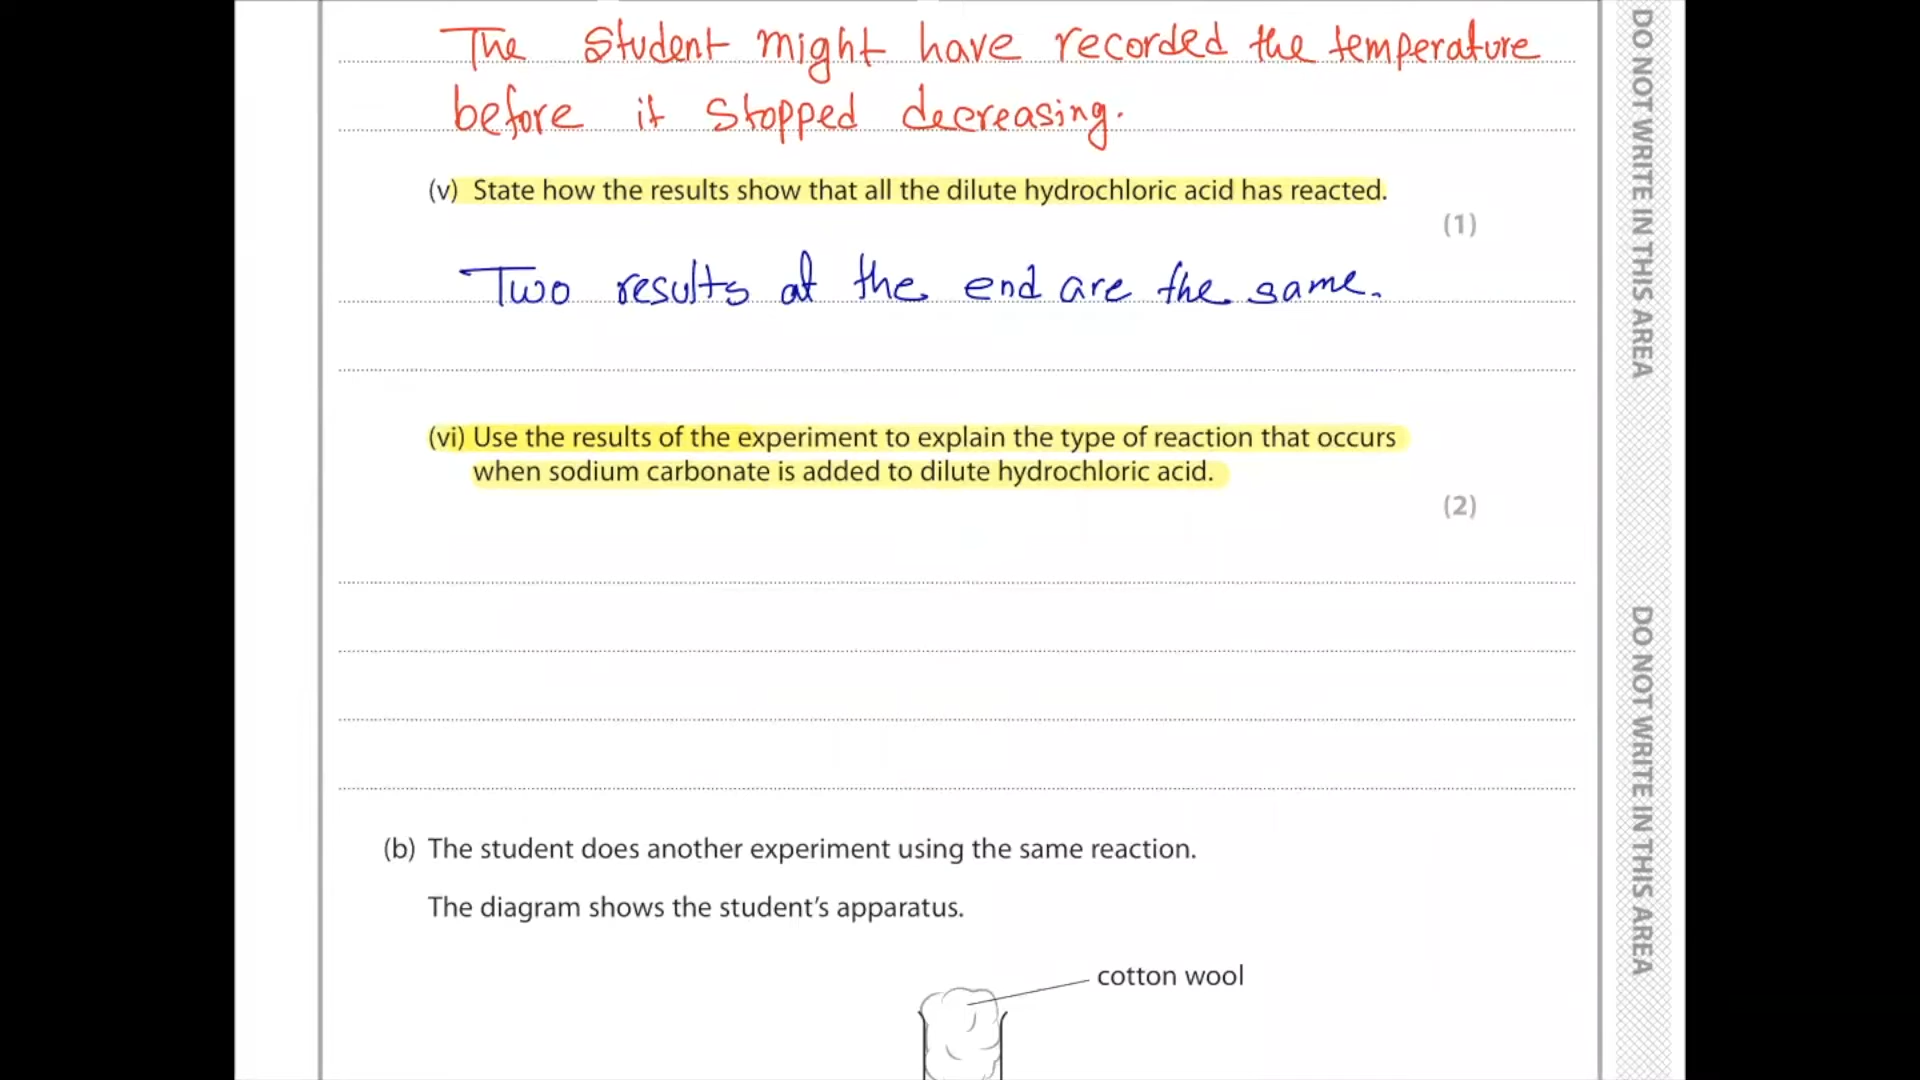 The student might have recorded the temperature
before it stopped decreasing.
(v) State how the results show that all the dilute hydrochloric acid has reacted.
(1)
Two results at the end are the same.
(vi) Use the results of the experiment to explain the type of reaction that occurs
when sodium carbonate is added to dilute hydrochloric acid.
(2)
(b) The student does another experiment using the same reaction.
The diagram shows the student's apparatus.
cotton wool
DO NOT WRITE IN THIS AREA
DO NOT WRITE IN THIS AREA